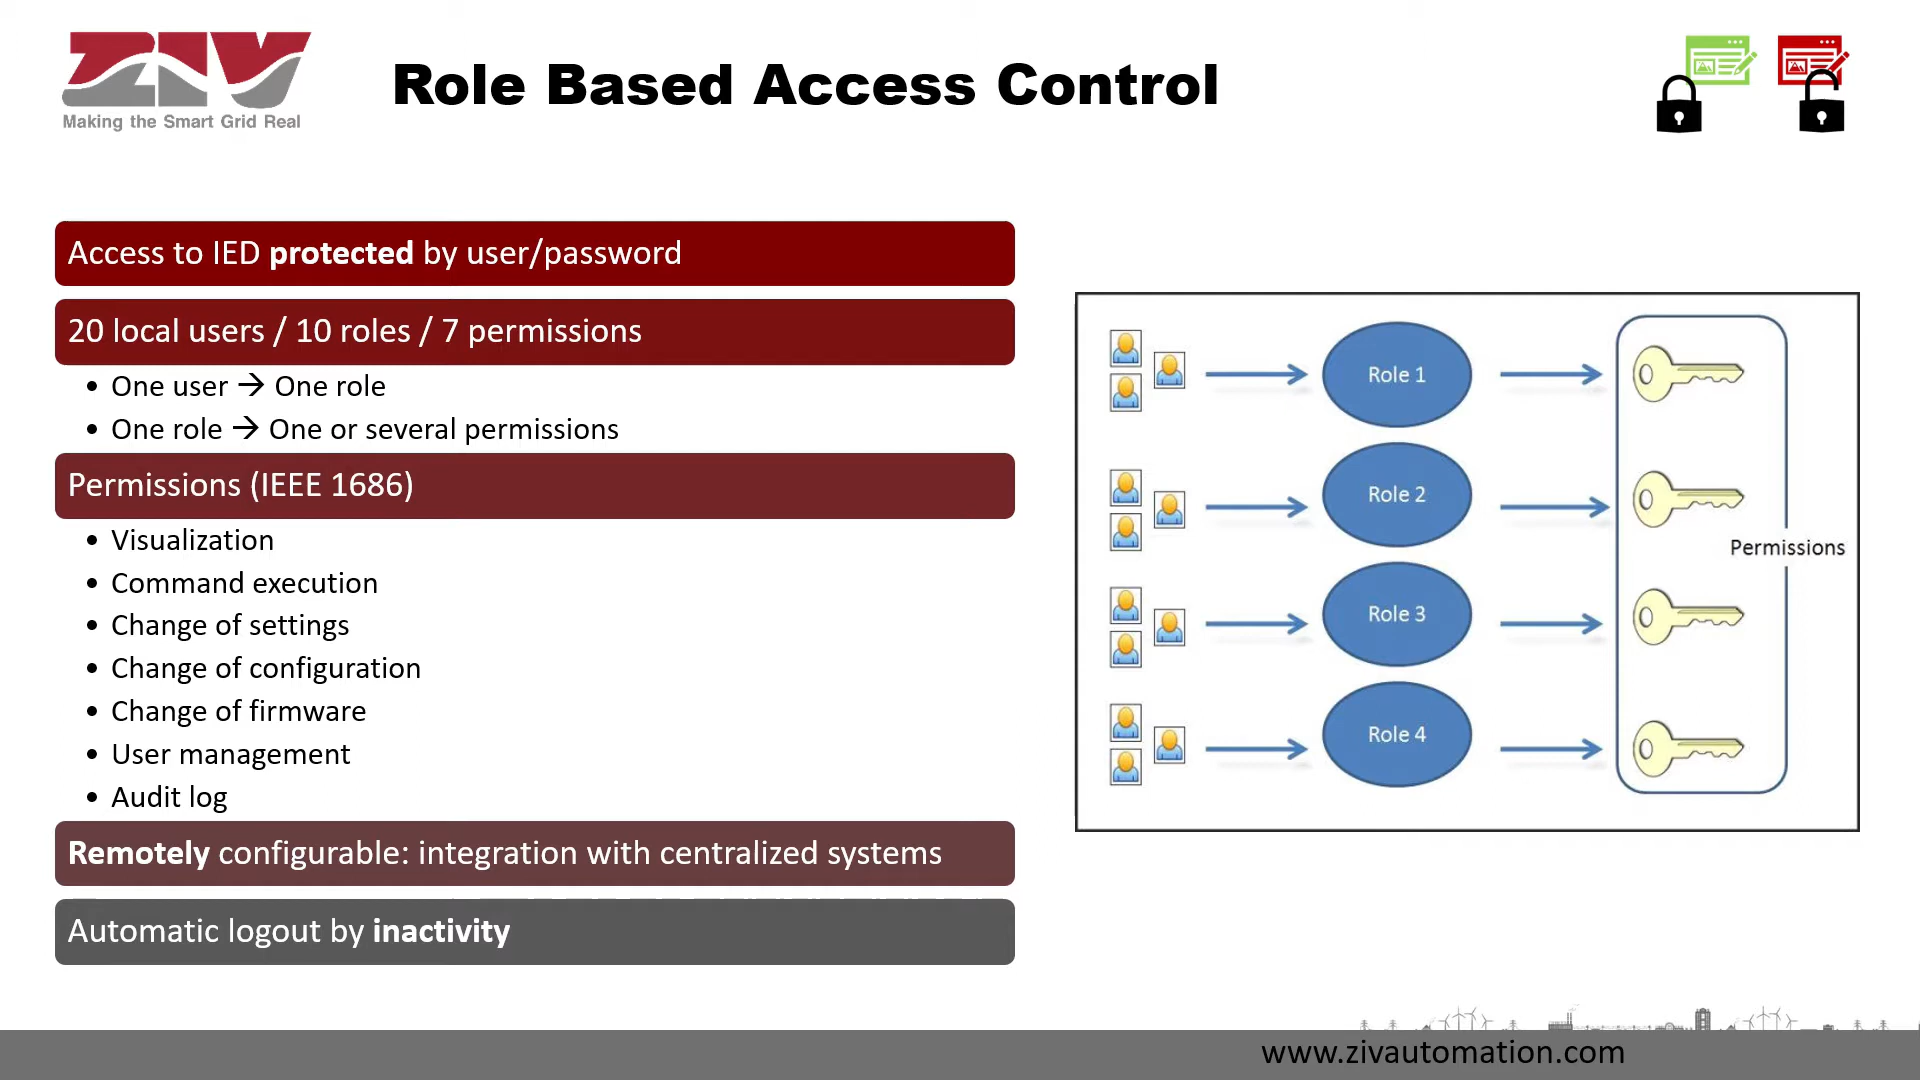 ZIV
Making the Smart Grid Real
Role Based Access Control
Access to IED protected by user/password
20 local users / 10 roles / 7 permissions
• One user → One role
• One role → One or several permissions
Permissions (IEEE 1686)
• Visualization
• Command execution
• Change of settings
• Change of configuration
• Change of firmware
• User management
• Audit log
Remotely configurable: integration with centralized systems
Automatic logout by inactivity
Role 1
Role 2
Role 3
Role 4
Permissions
www.zivautomation.com